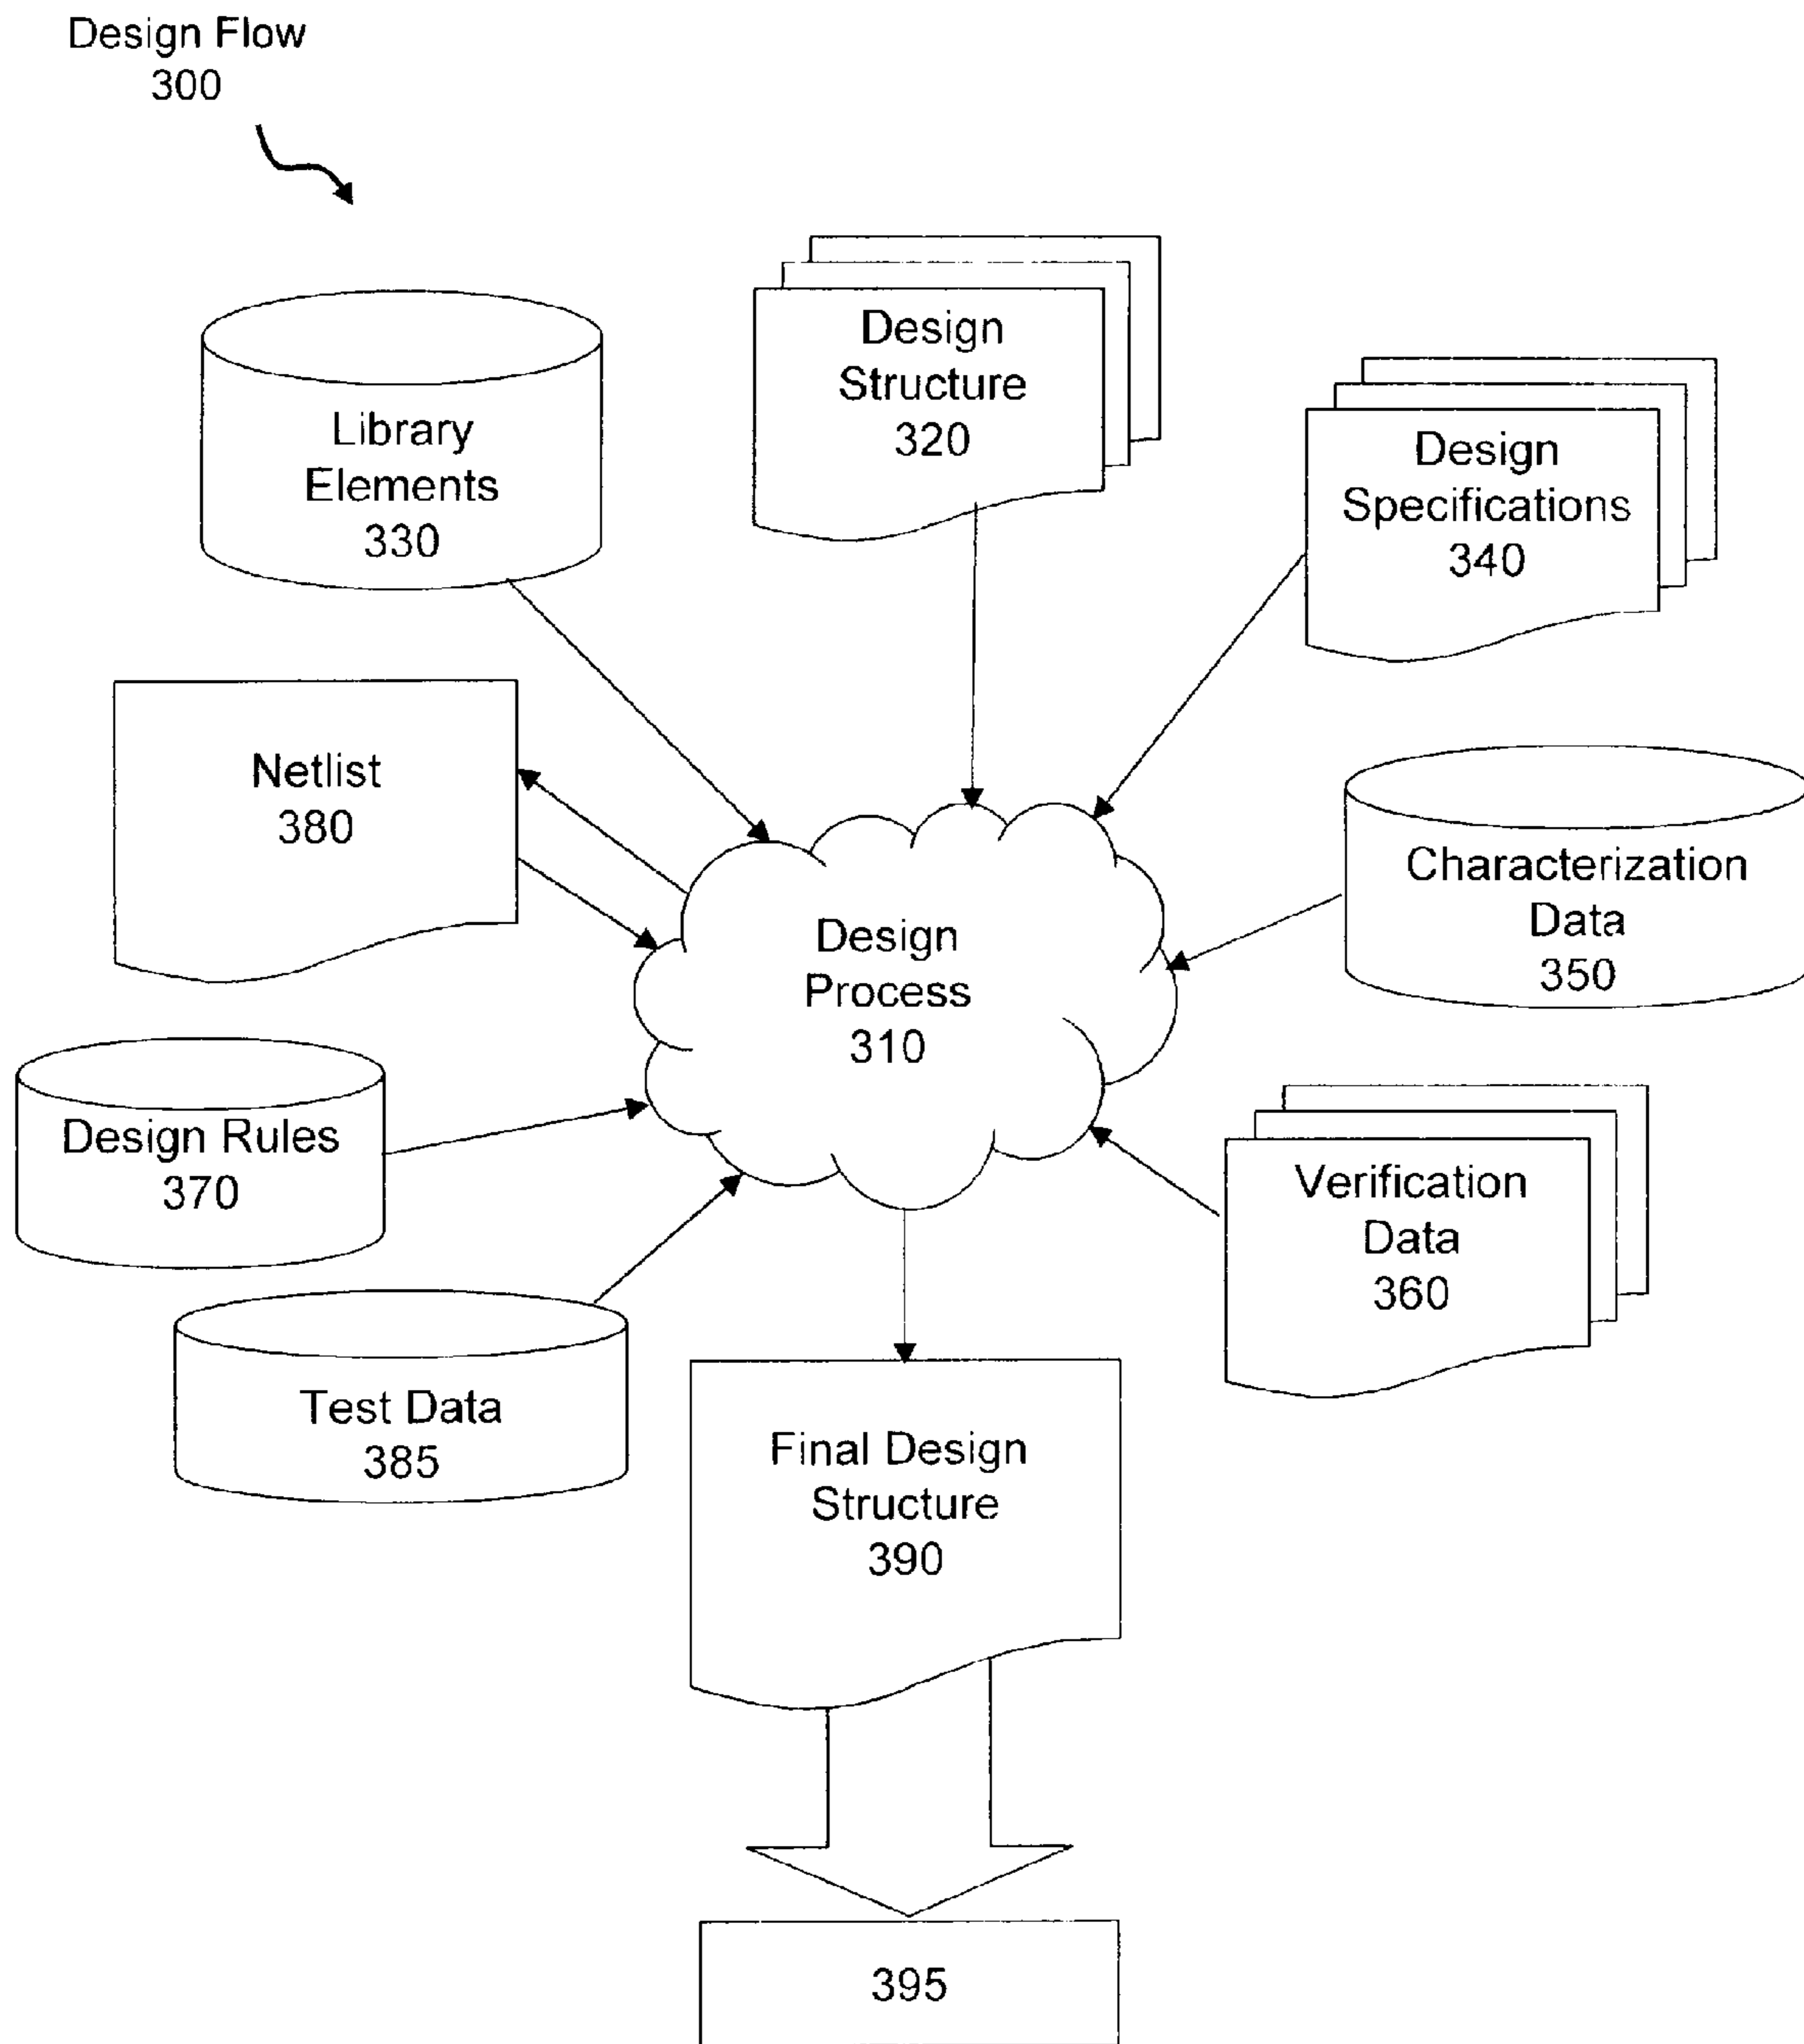 Design Flow
300
Design
Structure
320
Library
Elements
330
Design
Specifications
340
Netlist
380
Characterization
Data
350
Design
Process
310
Design Rules
370
Verification
Data
360
Test Data
385
Final Design
Structure
390
395